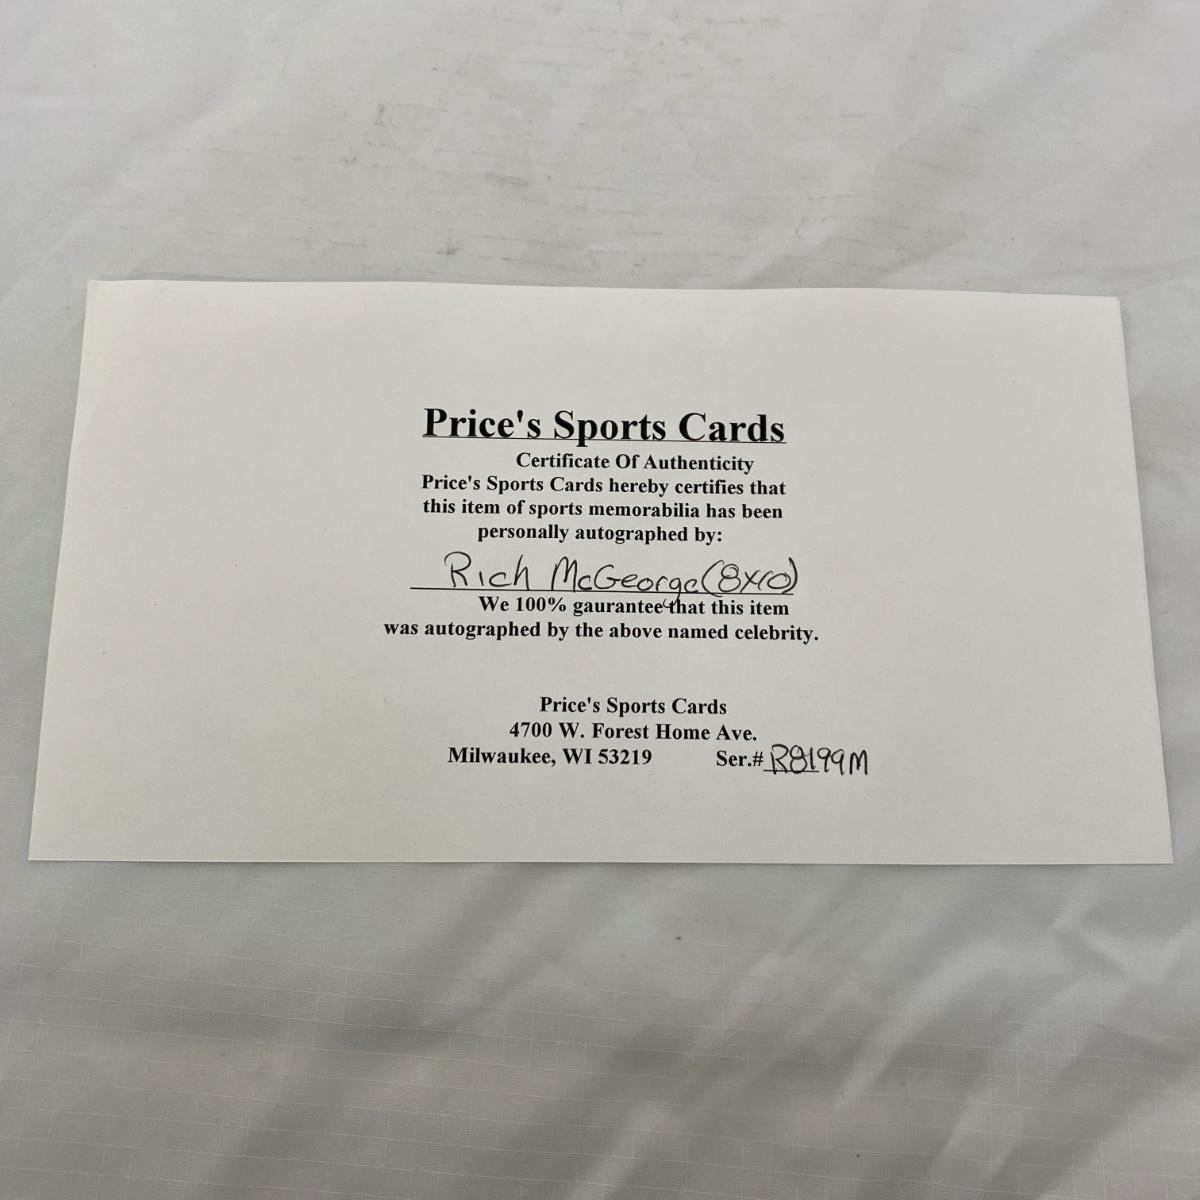 Price's Sports Cards
Certificate Of Authenticity
Price's Sports Cards hereby certifies that
this item of sports memorabilia has been
personally autographed by:
Rich McGeorge (8x10)
We 100% gaurantee that this item
was autographed by the above named celebrity.
Price's Sports Cards
4700 W. Forest Home Ave.
Milwaukee, WI 53219 Ser.# R8199M